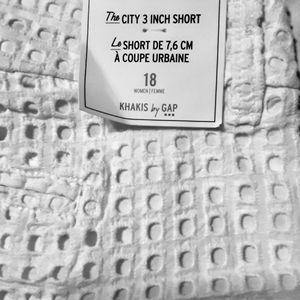 The CITY 3 INCH SHORT
Le SHORT DE 7,6 CM
À COUPE URBAINE
18
WOMEN | FEMME
KHAKIS by GAP